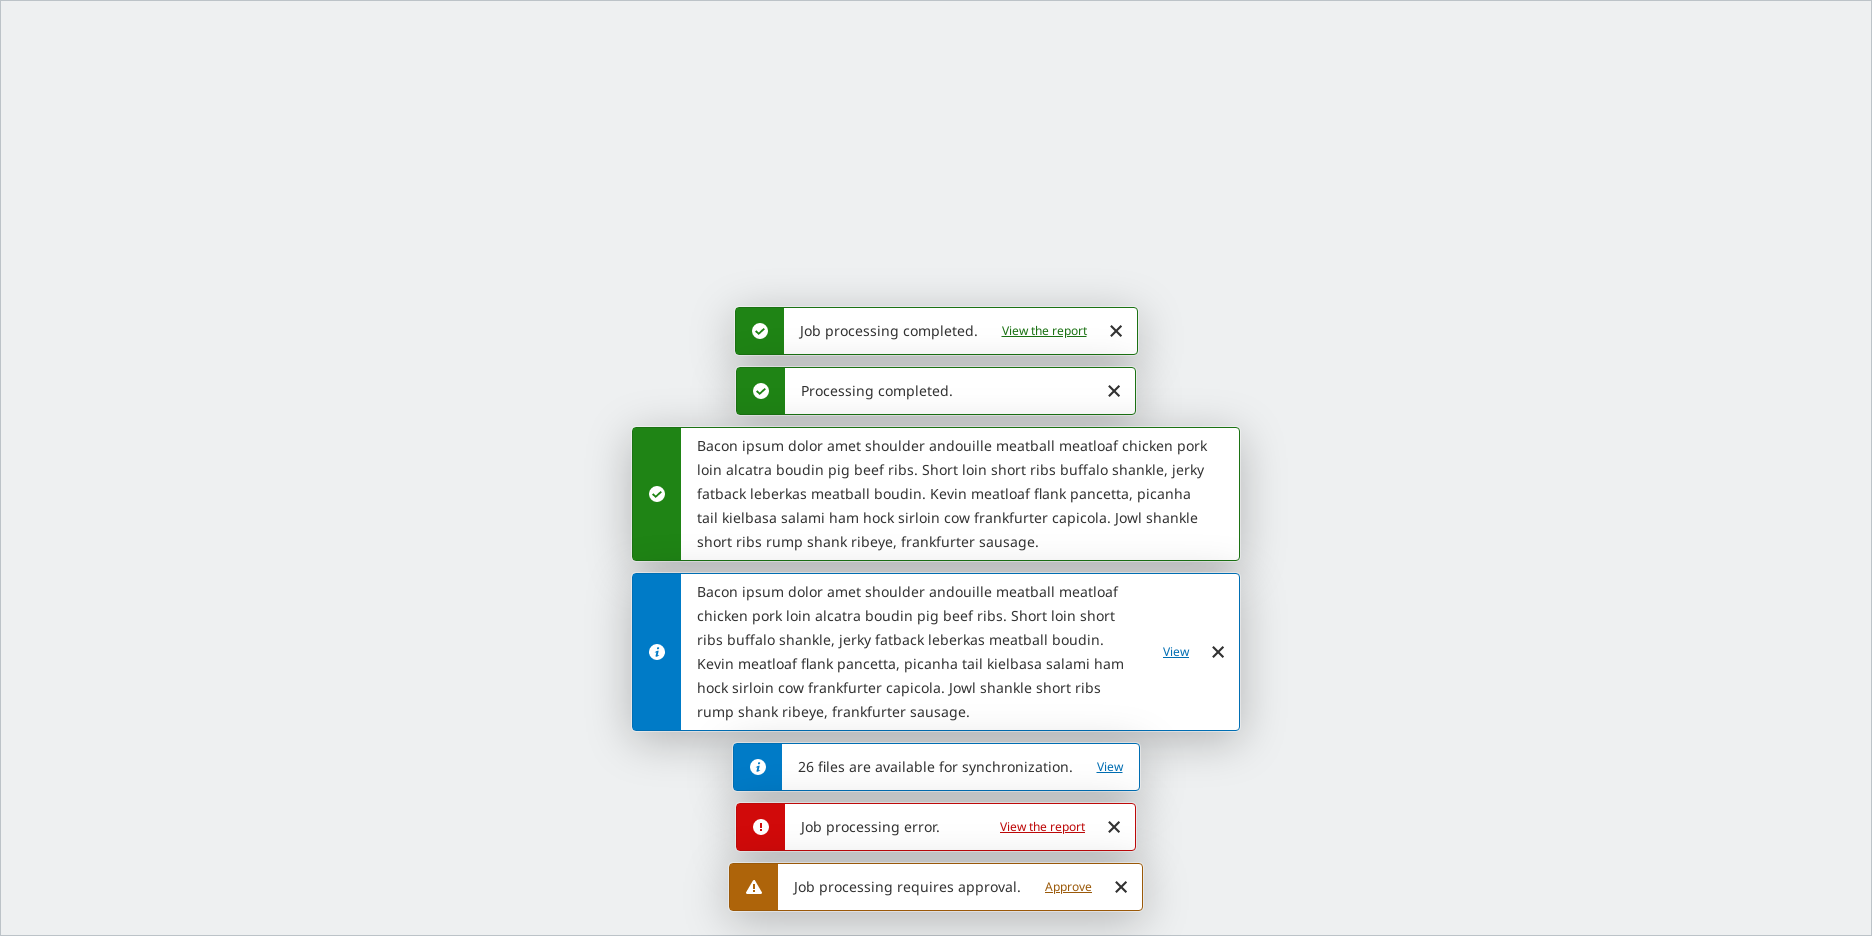 Job processing completed. View the report
Processing completed.
Bacon ipsum dolor amet shoulder andouille meatball meatloaf chicken pork
loin alcatra boudin pig beef ribs. Short loin short ribs buffalo shankle, jerky
fatback leberkas meatball boudin. Kevin meatloaf flank pancetta, picanha
tail kielbasa salami ham hock sirloin cow frankfurter capicola. Jowl shankle
short ribs rump shank ribeye, frankfurter sausage.
Bacon ipsum dolor amet shoulder andouille meatball meatloaf
chicken pork loin alcatra boudin pig beef ribs. Short loin short
ribs buffalo shankle, jerky fatback leberkas meatball boudin.
Kevin meatloaf flank pancetta, picanha tail kielbasa salami ham
hock sirloin cow frankfurter capicola. Jowl shankle short ribs
rump shank ribeye, frankfurter sausage.
View
26 files are available for synchronization. View
Job processing error. View the report
Job processing requires approval. Approve